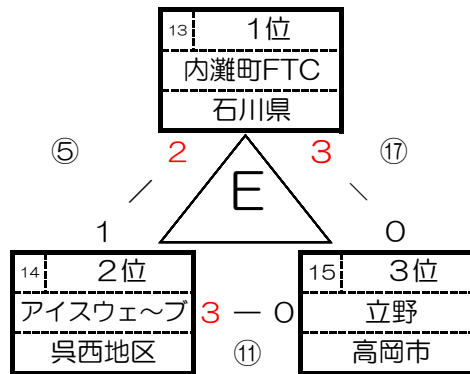 13 1位
内灘町FTC
石川県
⑤ 2 3 ⑰
／ E ＼
1 0
14 2位 15 3位
アイスウェ～ブ 3 ― 0 立野
呉西地区 ⑪ 高岡市